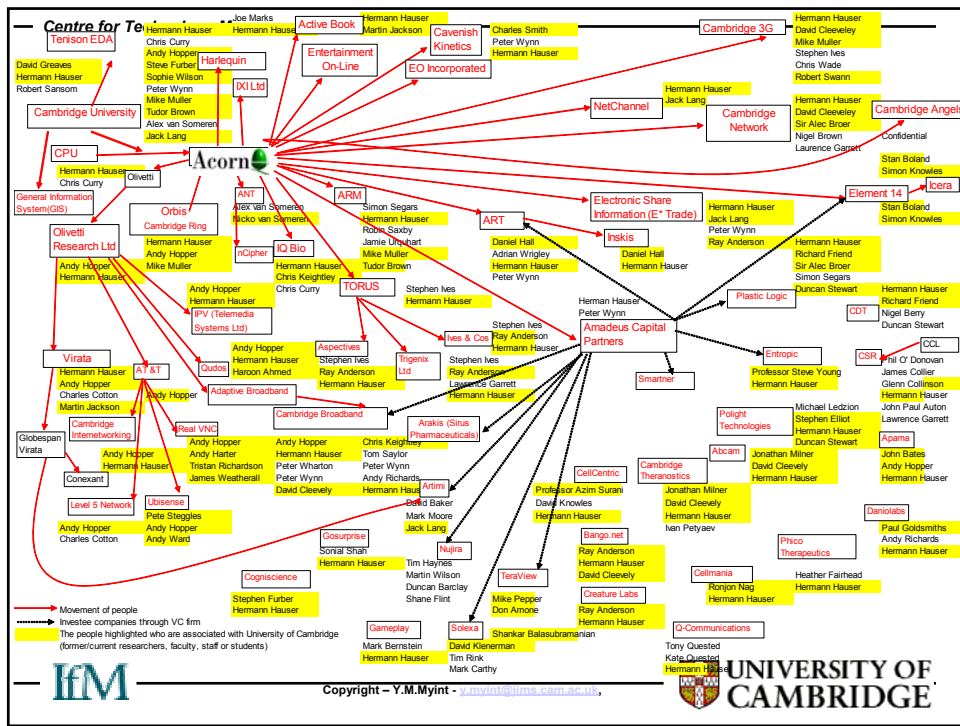 Centre for Te
Joe Marks
Hermann Hauser
Tenison EDA
Hermann Hauser
Chris Curry
Andy Hopper
Steve Furber
Sophie Wilson
Peter Wynn
Mike Muller
Tudor Brown
Alex van Someren
Jack Lang
Harlequin
IXI Ltd
Active Book
Hermann Hauser
Martin Jackson
Entertainment
On-Line
Cavenish
Kinetics
EO Incorporated
Charles Smith
Peter Wynn
Hermann Hauser
Cambridge 3G
Hermann Hauser
David Cleveley
Mike Muller
Stephen Ives
Chris Wade
Robert Swann
David Greaves
Hermann Hauser
Robert Sansom
Cambridge University
NetChannel
Hermann Hauser
Jack Lang
Cambridge
Network
Hermann Hauser
David Cleveley
Sir Alec Broer
Nigel Brown
Laurence Garrett
Cambridge Angels
Confidential
CPU
Hermann Hauser
Chris Curry
Acorn
Olivetti
General Information
System(GIS)
Orbis
Cambridge Ring
Hermann Hauser
Andy Hopper
Mike Muller
ANT
Alex van Someren
Nicko van Someren
nCipher
IQ Bio
Hermann Hauser
Chris Keightley
Chris Curry
ARM
Simon Segars
Hermann Hauser
Robin Saxby
Jamie Urquhart
Mike Muller
Tudor Brown
ART
Daniel Hall
Adrian Wrigley
Hermann Hauser
Peter Wynn
Electronic Share
Information (E* Trade)
Hermann Hauser
Jack Lang
Peter Wynn
Ray Anderson
Inskis
Daniel Hall
Hermann Hauser
Element 14
Stan Boland
Simon Knowles
Icera
Stan Boland
Simon Knowles
Olivetti
Research Ltd
Andy Hopper
Hermann Hauser
Andy Hopper
Hermann Hauser
IPV (Telemedia
Systems Ltd)
TORUS
Stephen Ives
Hermann Hauser
Herman Hauser
Peter Wynn
Amadeus Capital
Partners
Plastic Logic
Hermann Hauser
Richard Friend
Sir Alec Broer
Simon Segars
Duncan Stewart
CDT
Hermann Hauser
Richard Friend
Nigel Berry
Duncan Stewart
CSR
CCL
Phil O' Donovan
James Collier
Glenn Collinson
Hermann Hauser
John Paul Auton
Lawrence Garrett
Virata
Hermann Hauser
Andy Hopper
Charles Cotton
Martin Jackson
AT &T
Andy Hopper
Qudos
Andy Hopper
Hermann Hauser
Haroon Ahmed
Aspectives
Stephen Ives
Ray Anderson
Hermann Hauser
Trigenix
Ltd
Ives & Cos
Stephen Ives
Ray Anderson
Hermann Hauser
Stephen Ives
Ray Anderson
Lawrence Garrett
Hermann Hauser
Smartner
Entropic
Professor Steve Young
Hermann Hauser
Adaptive Broadband
Cambridge Broadband
Andy Hopper
Hermann Hauser
Peter Wharton
Peter Wynn
David Cleevely
Globespan
Virata
Conexant
Cambridge
Internetworking
Andy Hopper
Hermann Hauser
Real VNC
Andy Hopper
Andy Harter
Tristan Richardson
James Weatherall
Arakis (Sirus
Pharmaceuticals)
Chris Keightley
Tom Saylor
Peter Wynn
Andy Richards
Hermann Hauser
Artimi
David Baker
Mark Moore
Jack Lang
Polight
Technologies
Michael Ledzion
Stephen Elliot
Hermann Hauser
Duncan Stewart
Abcam
Jonathan Milner
David Cleevely
Hermann Hauser
Apama
John Bates
Andy Hopper
Hermann Hauser
CellCentric
Professor Azim Surani
David Knowles
Hermann Hauser
Cambridge
Theranostics
Jonathan Milner
David Cleevely
Hermann Hauser
Ivan Petyaev
Level 5 Network
Andy Hopper
Charles Cotton
Ubisense
Pete Steggles
Andy Hopper
Andy Ward
Gosurprise
Sonial Shah
Hermann Hauser
Nujira
Tim Haynes
Martin Wilson
Duncan Barclay
Shane Flint
Bango.net
Ray Anderson
Hermann Hauser
David Cleevely
Daniolabs
Paul Goldsmiths
Andy Richards
Hermann Hauser
Phico
Therapeutics
Heather Fairhead
Hermann Hauser
Cogniscience
Stephen Furber
Hermann Hauser
TeraView
Mike Pepper
Don Arnone
Creature Labs
Ray Anderson
Hermann Hauser
Cellmania
Ronjon Nag
Hermann Hauser
Gameplay
Mark Bernstein
Hermann Hauser
Solexa
Shankar Balasubramanian
David Klenerman
Tim Rink
Mark Carthy
Q-Communications
Tony Quested
Kate Quested
Hermann Hauser
Movement of people
Investee companies through VC firm
The people highlighted who are associated with University of Cambridge
(former/current researchers, faculty, staff or students)
IfM
Copyright – Y.M.Myint - y.myint@jims.cam.ac.uk,
UNIVERSITY OF
CAMBRIDGE